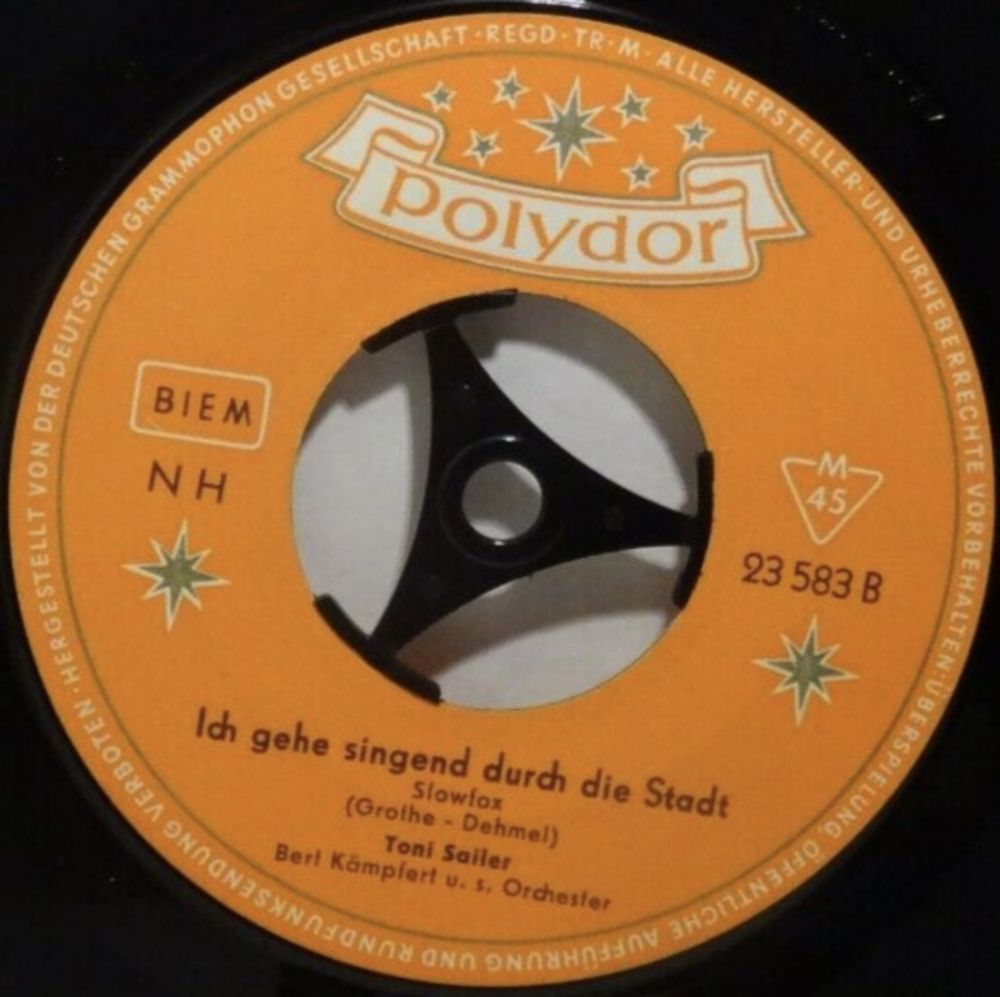 HERGESTELLT VON DER DEUTSCHEN GRAMMOPHON GESELLSCHAFT · REGD · TR · M · ALLE HERSTELLER- UND URHEBERRECHTE VORBEHALTEN · ÜBERSPIELUNG, ÖFFENTLICHE AUFFÜHRUNG UND RUNDFUNKSENDUNG VERBOTEN ·
polydor
BIEM
NH
M
45
23 583 B
Ich gehe singend durch die Stadt
Slowfox
(Grothe - Dehmel)
Toni Sailer
Bert Kämpfert u. s. Orchester